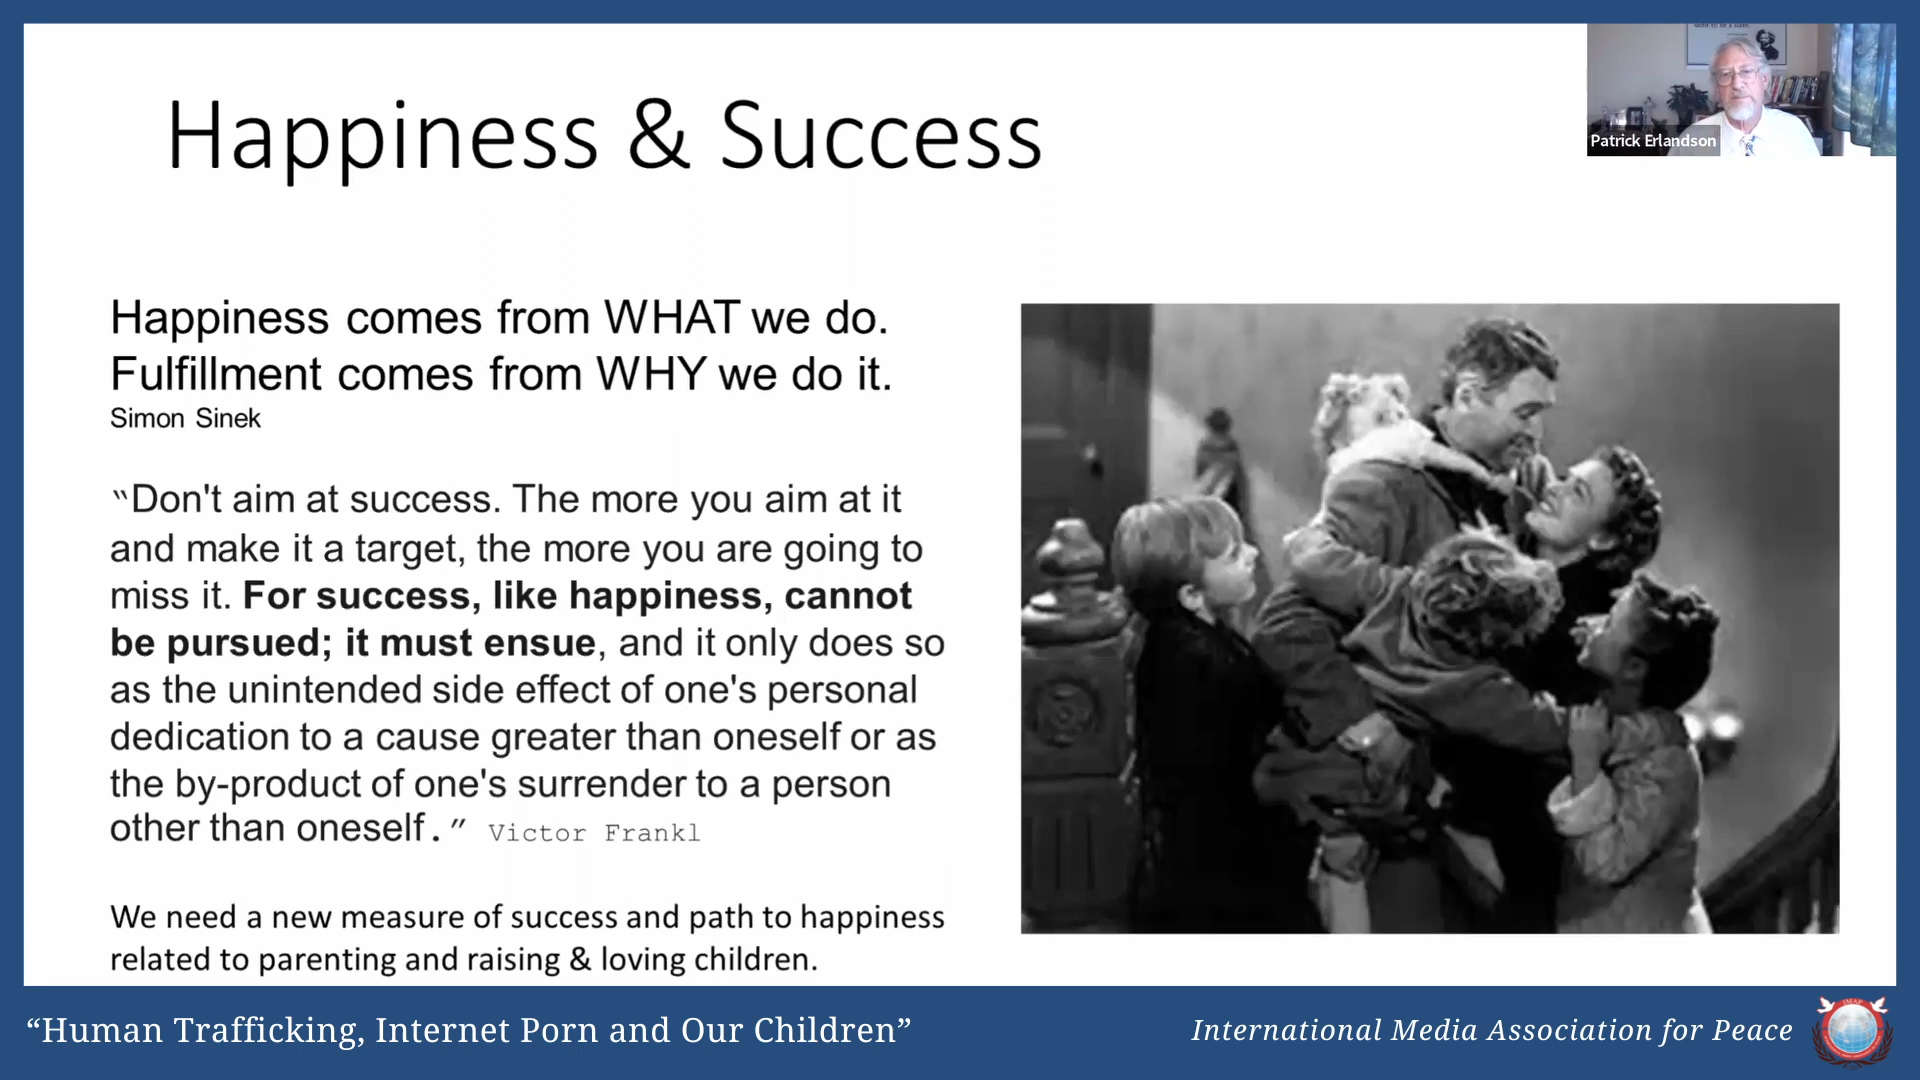 Happiness & Success
Patrick Erlandson
Happiness comes from WHAT we do.
Fulfillment comes from WHY we do it.
Simon Sinek
“Don't aim at success. The more you aim at it
and make it a target, the more you are going to
miss it. For success, like happiness, cannot
be pursued; it must ensue, and it only does so
as the unintended side effect of one's personal
dedication to a cause greater than oneself or as
the by-product of one's surrender to a person
other than oneself.” Victor Frankl
We need a new measure of success and path to happiness
related to parenting and raising & loving children.
“Human Trafficking, Internet Porn and Our Children”
International Media Association for Peace